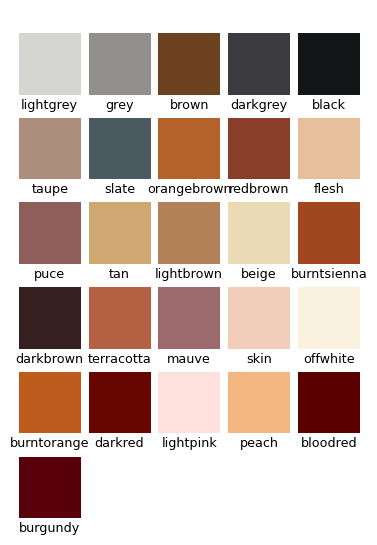 lightgrey grey brown darkgrey black
taupe slate orangebrown redbrown flesh
puce tan lightbrown beige burntsienna
darkbrown terracotta mauve skin offwhite
burntorange darkred lightpink peach bloodred
burgundy